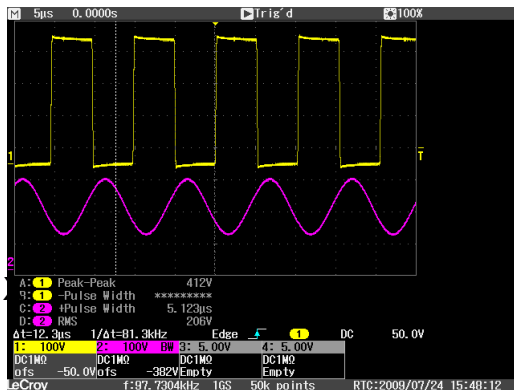 M 5µs 0.0000s Trig´d 100%
1
T
2
A: 1 Peak-Peak 412V
1 -Pulse Width *********
C: 2 +Pulse Width 5.123µs
D: 2 RMS 206V
Δt=12.3µs 1/Δt=81.3kHz Edge 1 DC 50.0V
1: 100V 2: 100V BW 3: 5.00V 4: 5.00V
DC1MΩ DC1MΩ DC1MΩ DC1MΩ
ofs -50.0V ofs -382V Empty Empty
LeCroy f:97.7304kHz 1GS 50k points RTC:2009/07/24 15:48:12